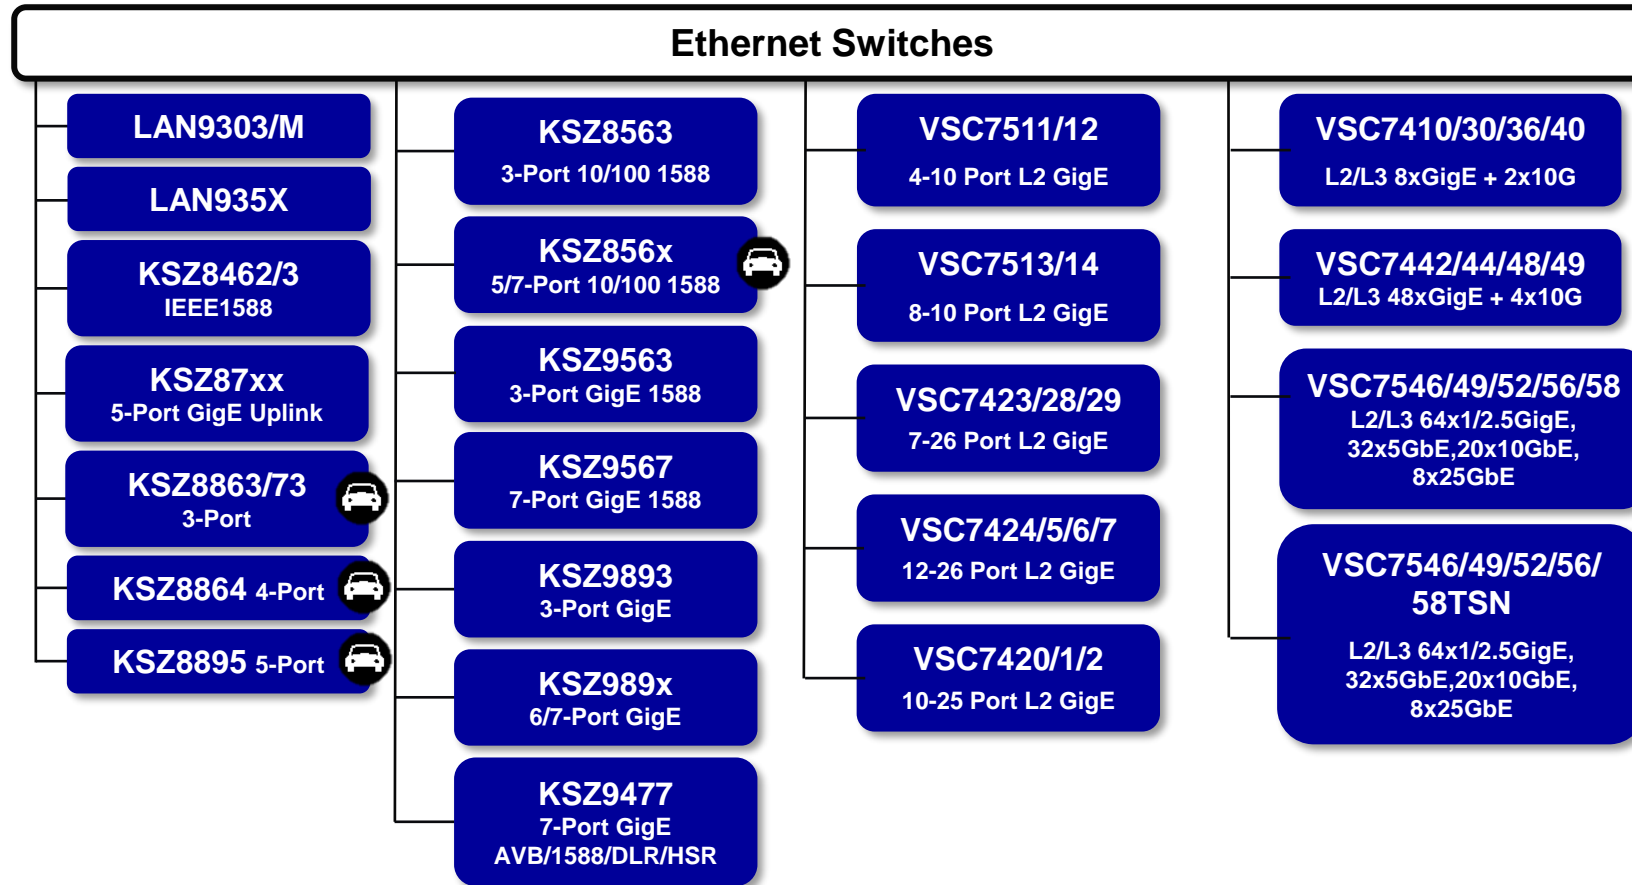 Ethernet Switches
LAN9303/M
LAN935X
KSZ8462/3
IEEE1588
KSZ87xx
5-Port GigE Uplink
KSZ8863/73
3-Port
KSZ8864 4-Port
KSZ8895 5-Port
KSZ8563
3-Port 10/100 1588
KSZ856x
5/7-Port 10/100 1588
KSZ9563
3-Port GigE 1588
KSZ9567
7-Port GigE 1588
KSZ9893
3-Port GigE
KSZ989x
6/7-Port GigE
KSZ9477
7-Port GigE
AVB/1588/DLR/HSR
VSC7511/12
4-10 Port L2 GigE
VSC7513/14
8-10 Port L2 GigE
VSC7423/28/29
7-26 Port L2 GigE
VSC7424/5/6/7
12-26 Port L2 GigE
VSC7420/1/2
10-25 Port L2 GigE
VSC7410/30/36/40
L2/L3 8xGigE + 2x10G
VSC7442/44/48/49
L2/L3 48xGigE + 4x10G
VSC7546/49/52/56/58
L2/L3 64x1/2.5GigE,
32x5GbE,20x10GbE,
8x25GbE
VSC7546/49/52/56/
58TSN
L2/L3 64x1/2.5GigE,
32x5GbE,20x10GbE,
8x25GbE